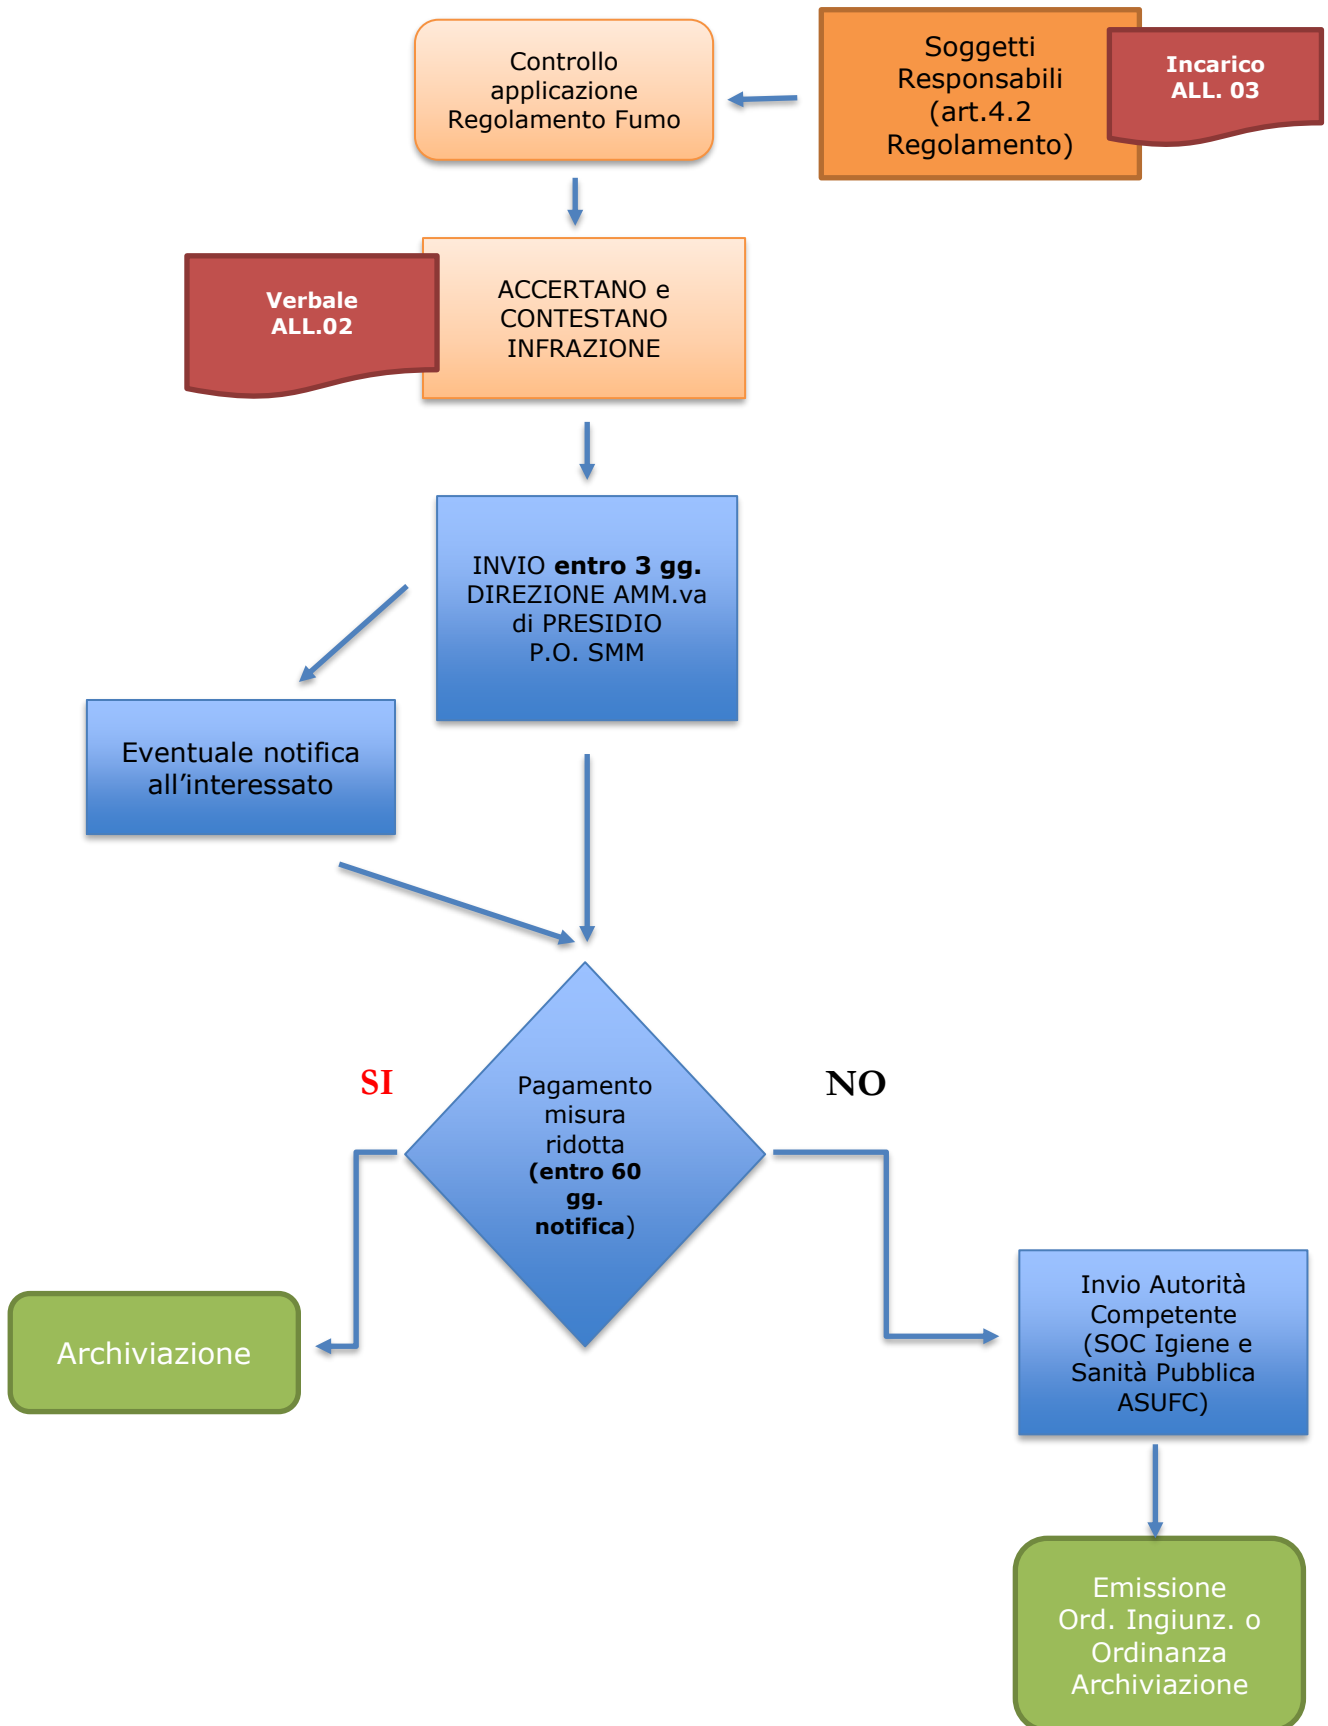 Controllo
applicazione
Regolamento Fumo
Soggetti
Responsabili
(art.4.2
Regolamento)
Incarico
ALL. 03
Verbale
ALL.02
ACCERTANO e
CONTESTANO
INFRAZIONE
INVIO entro 3 gg.
DIREZIONE AMM.va
di PRESIDIO
P.O. SMM
Eventuale notifica
all’interessato
SI
NO
Pagamento
misura
ridotta
(entro 60
gg.
notifica)
Archiviazione
Invio Autorità
Competente
(SOC Igiene e
Sanità Pubblica
ASUFC)
Emissione
Ord. Ingiunz. o
Ordinanza
Archiviazione